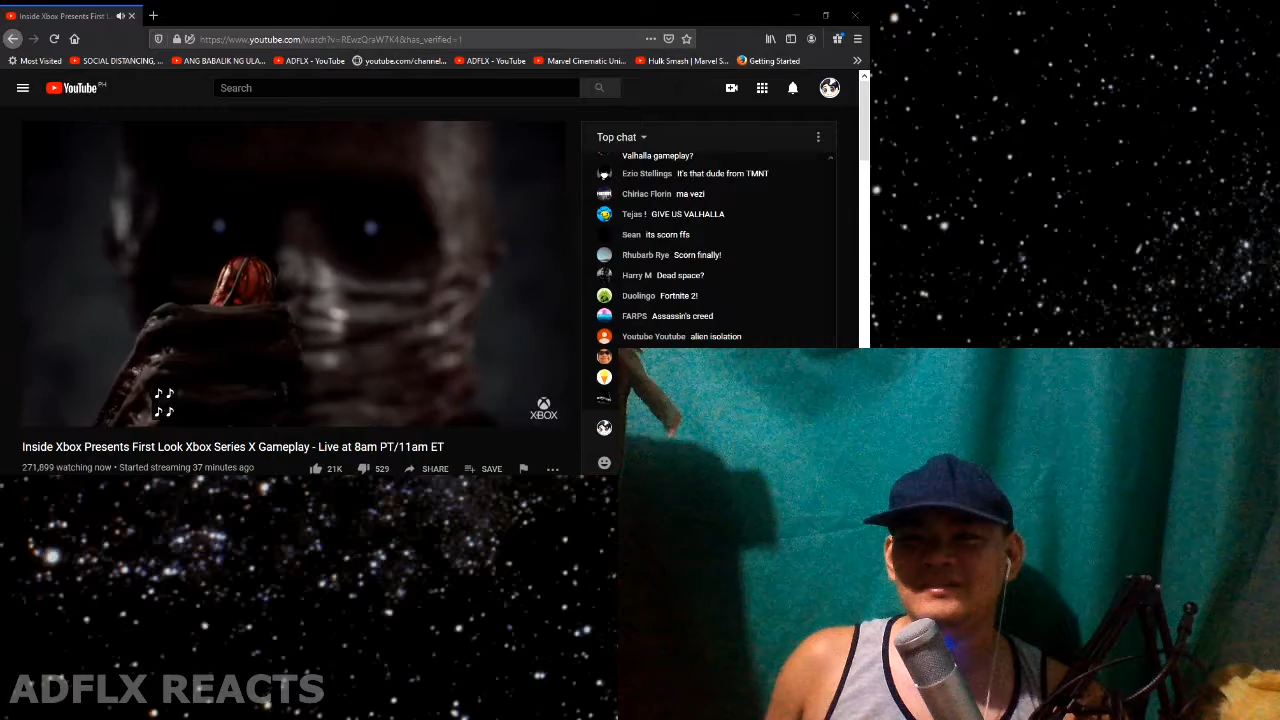 Inside Xbox Presents First L
https://www.youtube.com/watch?v=REwzQraW7K4&has_verified=1
Most Visited SOCIAL DISTANCING, ... ANG BABALIK NG ULA... ADFLX - YouTube youtube.com/channel... ADFLX - YouTube Marvel Cinematic Uni... Hulk Smash | Marvel S... Getting Started
YouTube PH
Search
Top chat
Valhalla gameplay?
Ezio Stellings It's that dude from TMNT
Chiriac Florin ma vezi
Tejas ! GIVE US VALHALLA
Sean its scorn ffs
Rhubarb Rye Scorn finally!
Harry M Dead space?
Duolingo Fortnite 2!
FARPS Assassin's creed
Youtube Youtube alien isolation
XBOX
Inside Xbox Presents First Look Xbox Series X Gameplay - Live at 8am PT/11am ET
271,899 watching now • Started streaming 37 minutes ago
21K 529 SHARE SAVE
ADFLX REACTS